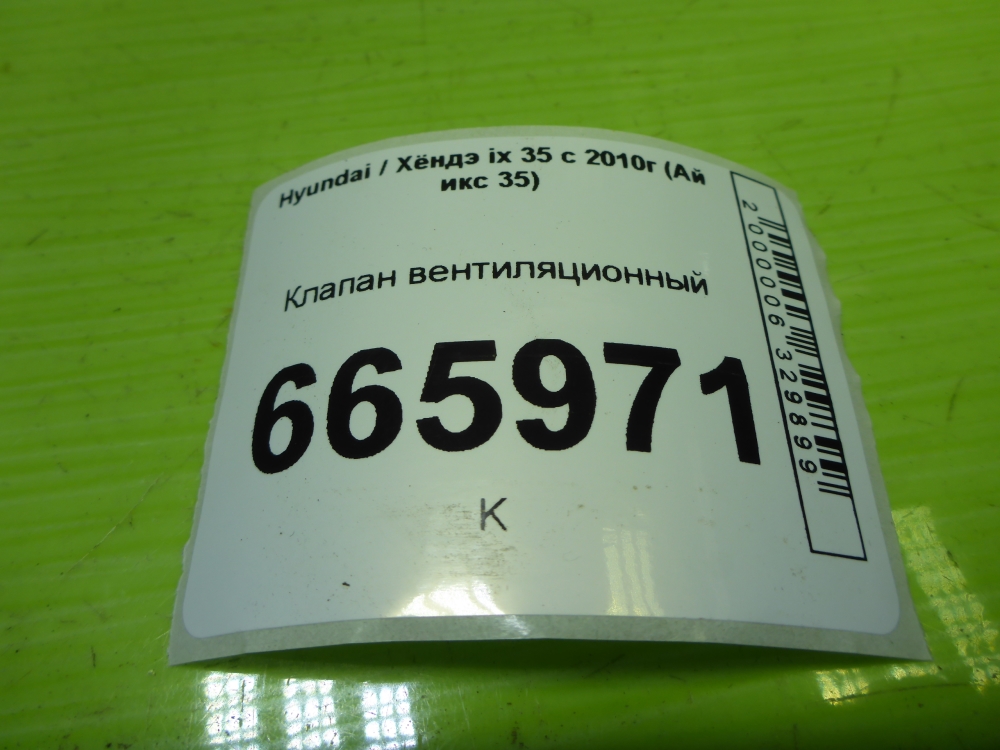 Hyundai / Хёндэ ix 35 с 2010г (Ай
икс 35)
Клапан вентиляционный
665971
К
2000006329899